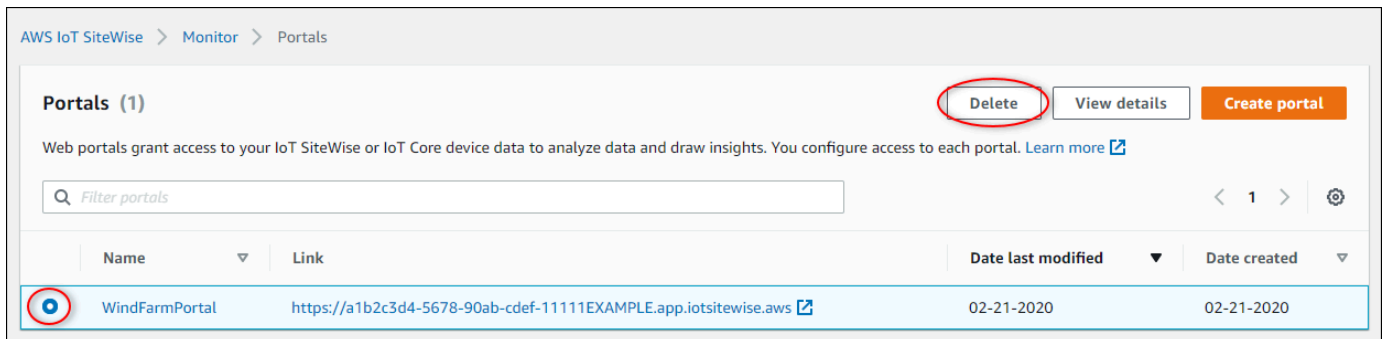 AWS IoT SiteWise > Monitor > Portals
Portals (1)
Delete
View details
Create portal
Web portals grant access to your IoT SiteWise or IoT Core device data to analyze data and draw insights. You configure access to each portal. Learn more
Filter portals
< 1 >
Name
Link
Date last modified
Date created
WindFarmPortal
https://a1b2c3d4-5678-90ab-cdef-11111EXAMPLE.app.iotsitewise.aws
02-21-2020
02-21-2020